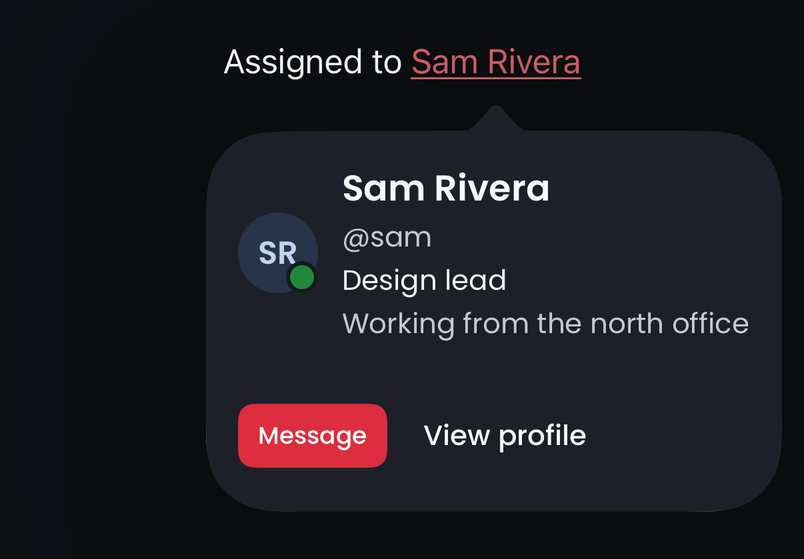 Assigned to Sam Rivera
Sam Rivera
@sam
SR
Design lead
Working from the north office
Message
View profile